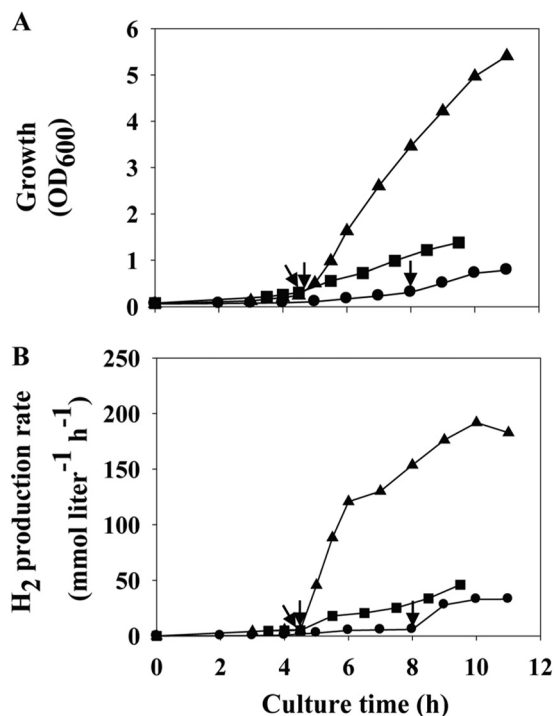 A
Growth
(OD600)
6
5
4
3
2
1
0
B
H2 production rate
(mmol liter-1 h-1)
250
200
150
100
50
0
0 2 4 6 8 10 12
Culture time (h)